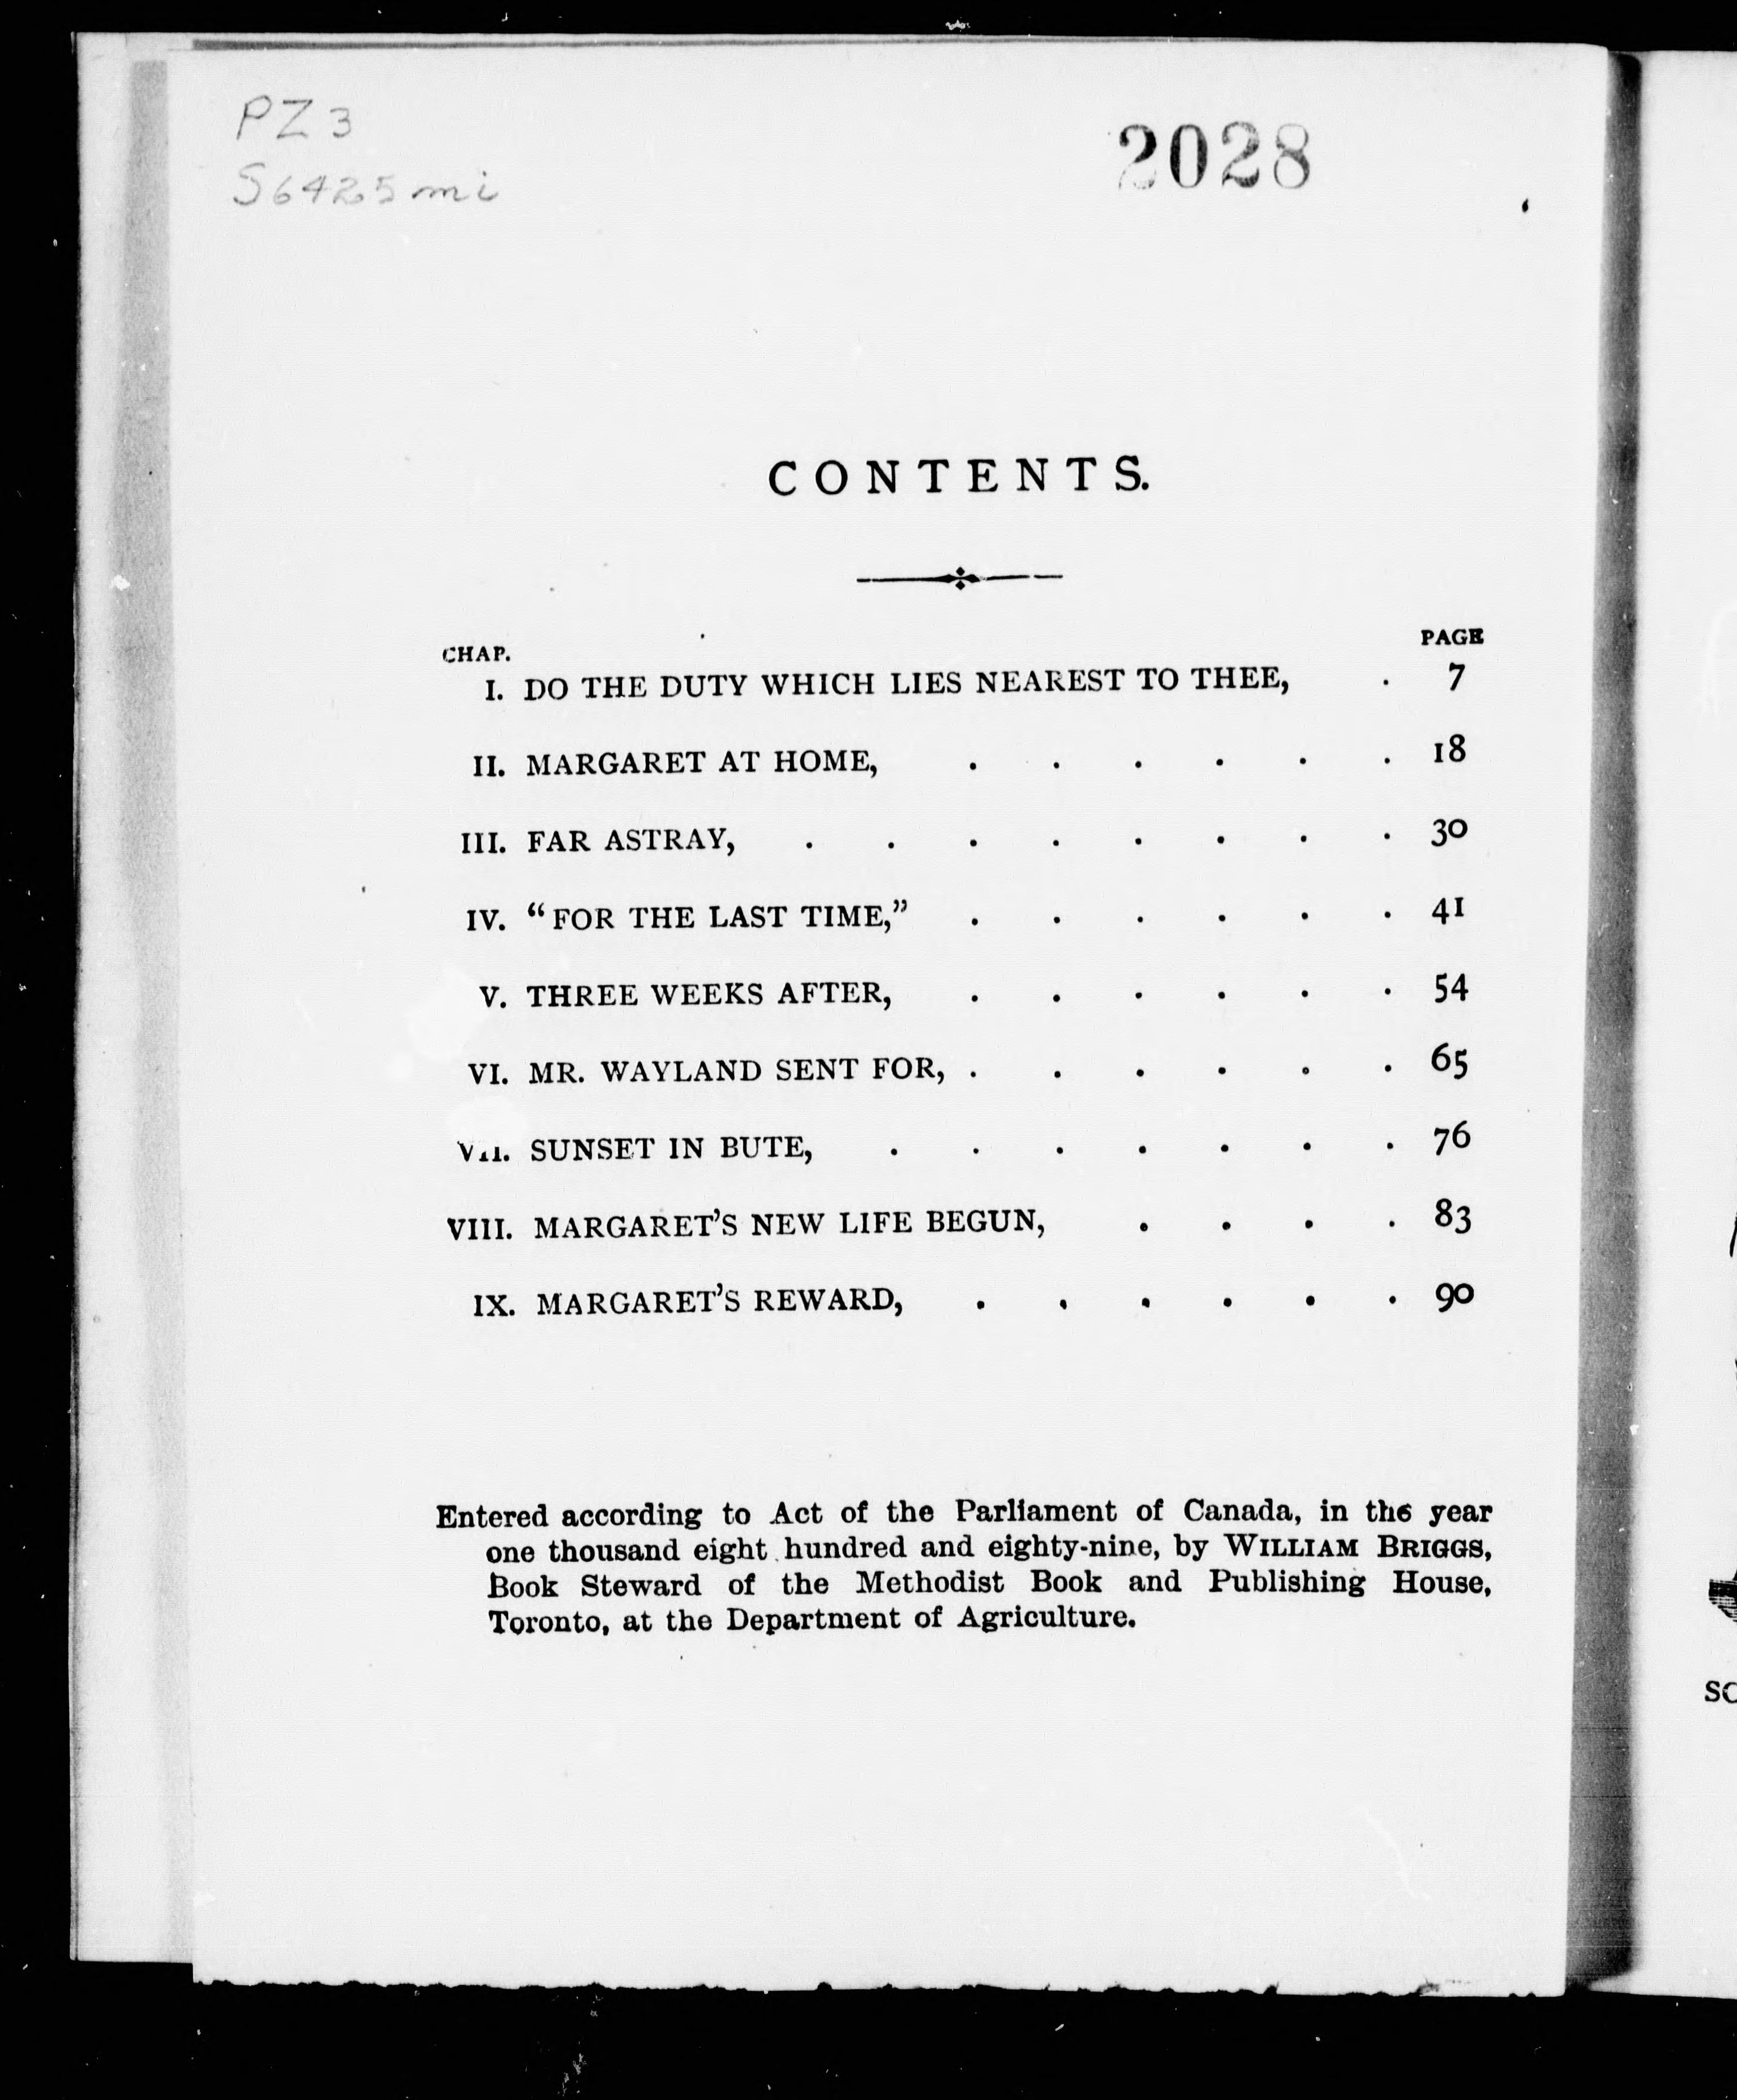 PZ3
S6425mi
2028
CONTENTS.
CHAP. PAGE
I. DO THE DUTY WHICH LIES NEAREST TO THEE, . 7
II. MARGARET AT HOME, . . . . . . 18
III. FAR ASTRAY, . . . . . . . . 30
IV. “FOR THE LAST TIME,” . . . . . . 41
V. THREE WEEKS AFTER, . . . . . . 54
VI. MR. WAYLAND SENT FOR, . . . . . . 65
VII. SUNSET IN BUTE, . . . . . . . 76
VIII. MARGARET’S NEW LIFE BEGUN, . . . . 83
IX. MARGARET’S REWARD, . . . . . . 90
Entered according to Act of the Parliament of Canada, in the year
one thousand eight hundred and eighty-nine, by WILLIAM BRIGGS,
Book Steward of the Methodist Book and Publishing House,
Toronto, at the Department of Agriculture.